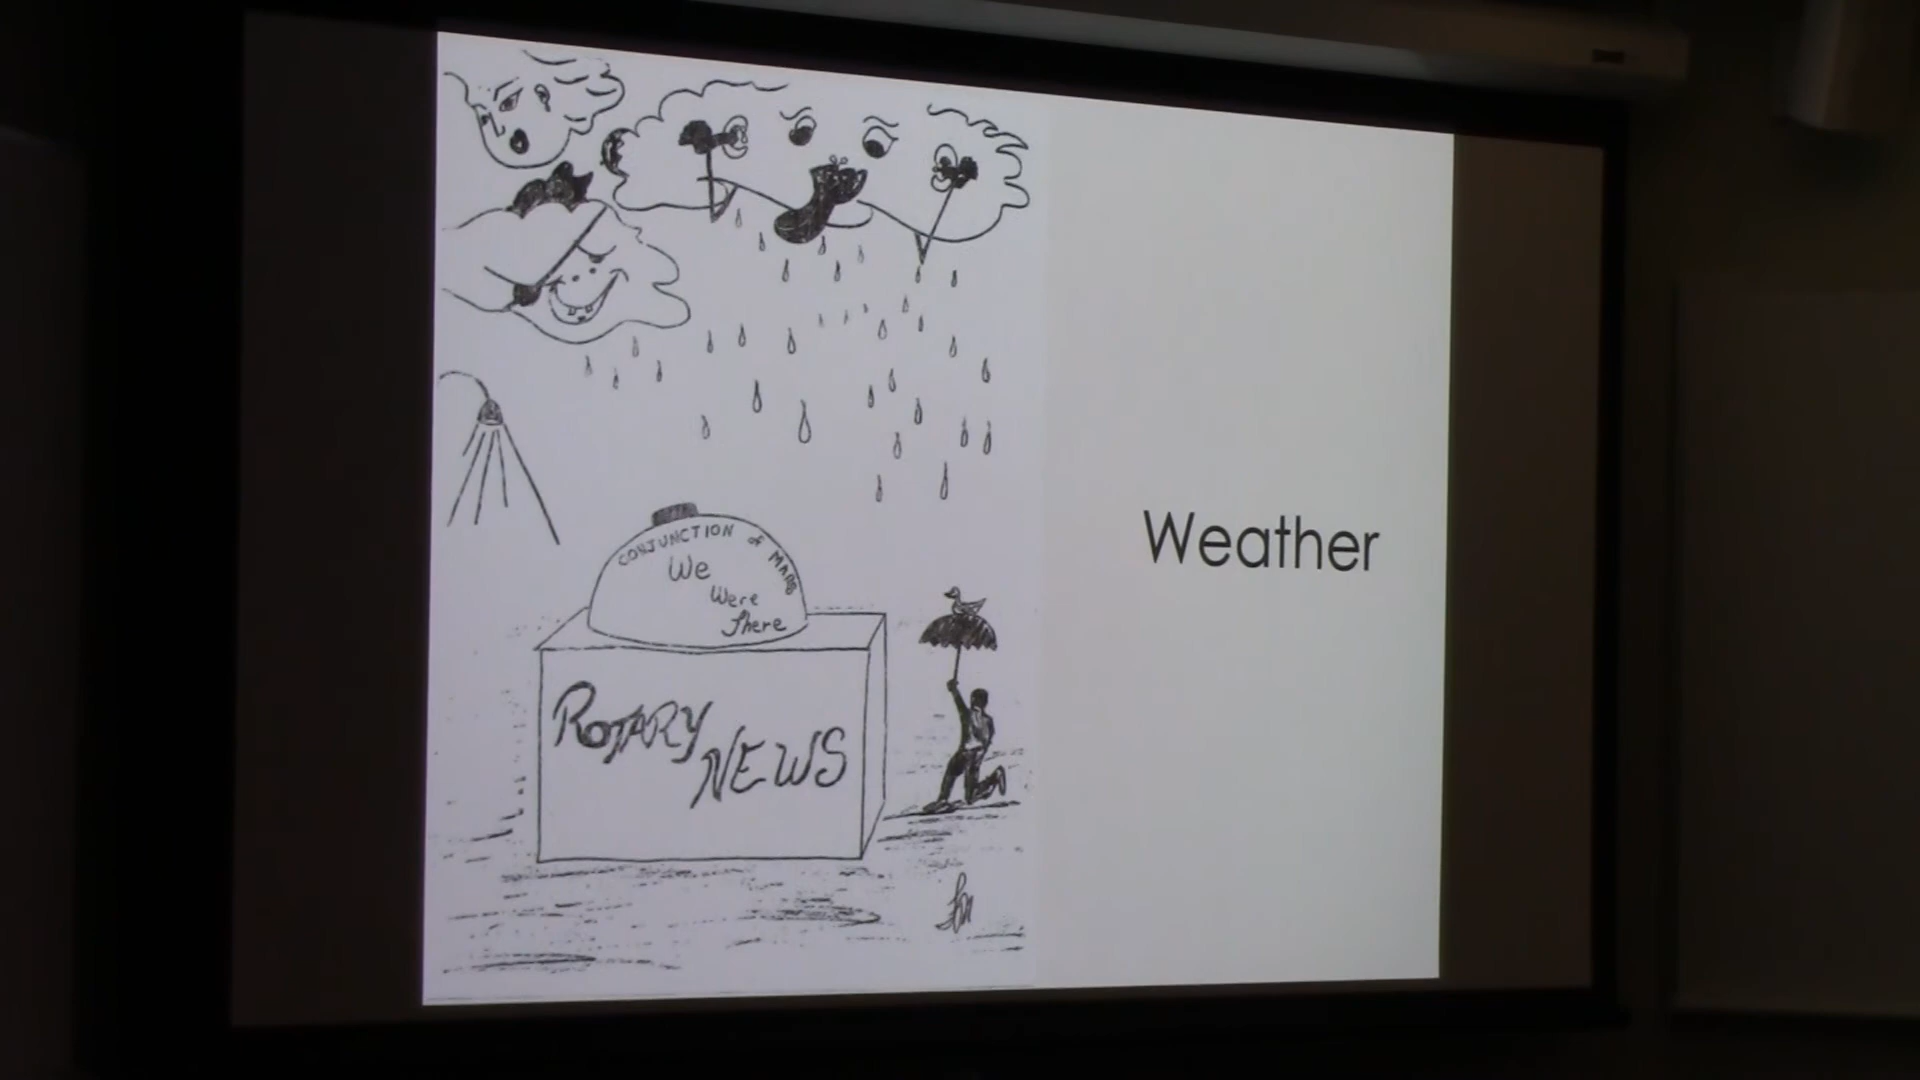 CONJUNCTION of MARS
We
Were
There
ROTARY
NEWS
Weather